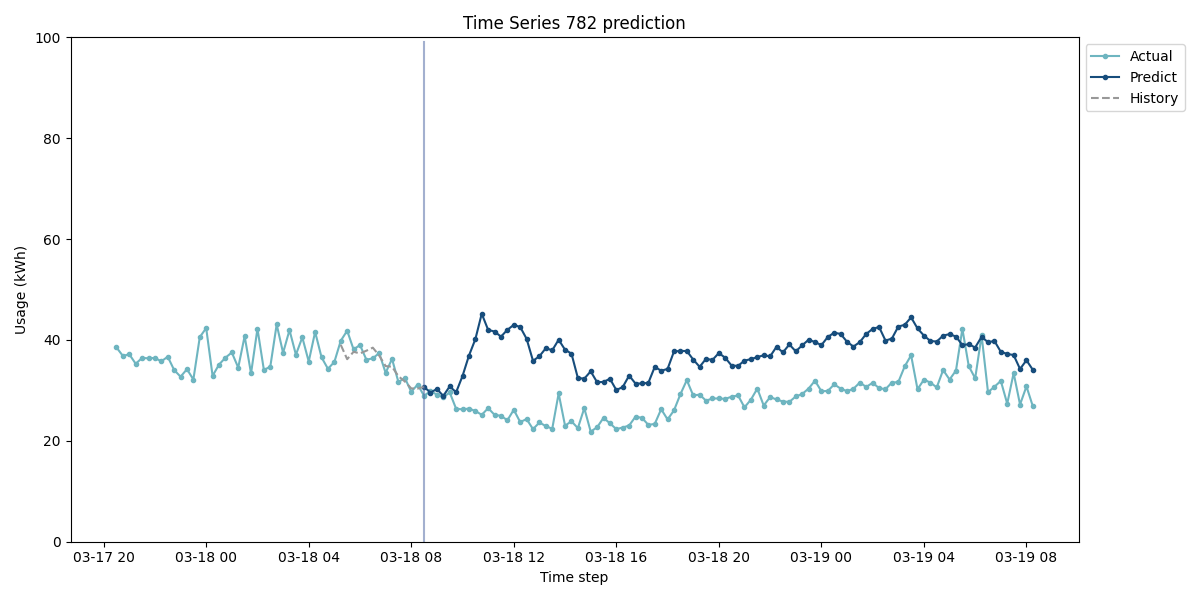 Time Series 782 prediction
Usage (kWh)
100
80
60
40
20
0
03-17 20
03-18 00
03-18 04
03-18 08
03-18 12
03-18 16
03-18 20
03-19 00
03-19 04
03-19 08
Time step
Actual
Predict
History